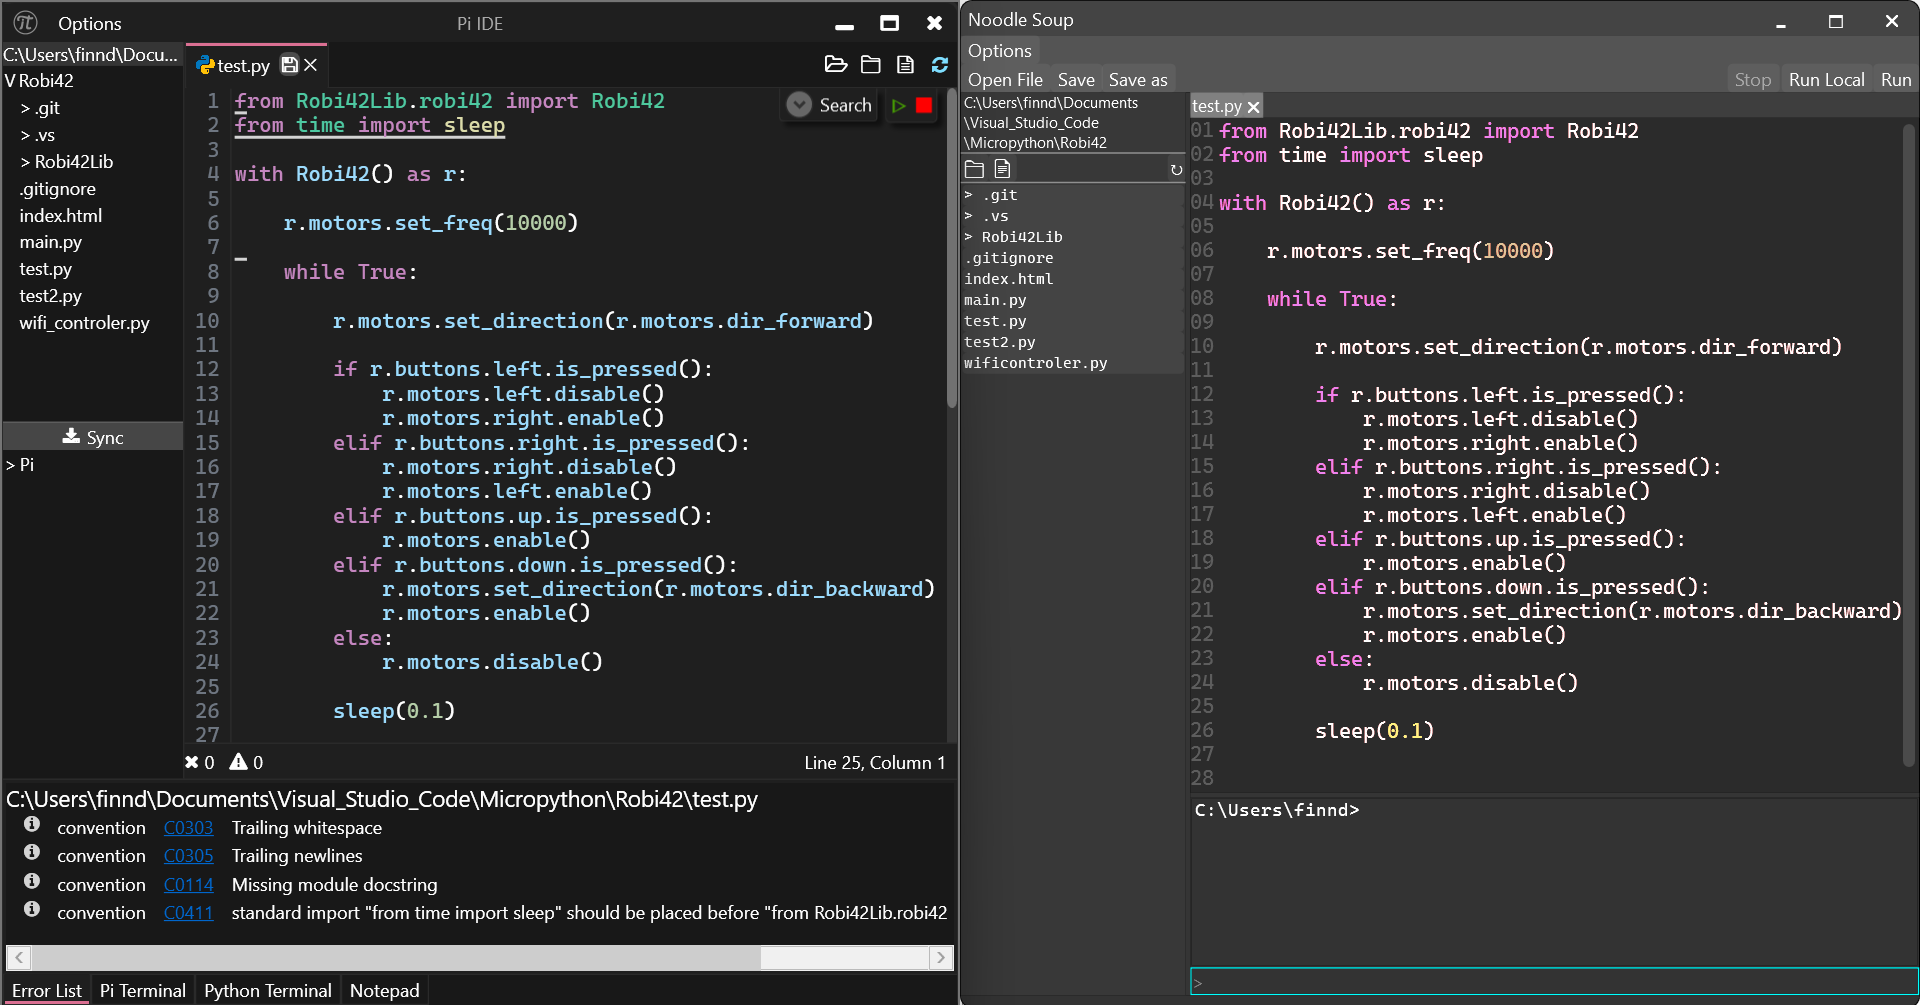 Options
Pi IDE
C:\Users\finnd\Docu...
V Robi42
> .git
> .vs
> Robi42Lib
.gitignore
index.html
main.py
test.py
test2.py
wifi_controler.py
Sync
> Pi
test.py
Search
1 from Robi42Lib.robi42 import Robi42
2 from time import sleep
3
4 with Robi42() as r:
5
6     r.motors.set_freq(10000)
7
8     while True:
9
10         r.motors.set_direction(r.motors.dir_forward)
11
12         if r.buttons.left.is_pressed():
13             r.motors.left.disable()
14             r.motors.right.enable()
15         elif r.buttons.right.is_pressed():
16             r.motors.right.disable()
17             r.motors.left.enable()
18         elif r.buttons.up.is_pressed():
19             r.motors.enable()
20         elif r.buttons.down.is_pressed():
21             r.motors.set_direction(r.motors.dir_backward)
22             r.motors.enable()
23         else:
24             r.motors.disable()
25
26         sleep(0.1)
27
0 0
Line 25, Column 1
C:\Users\finnd\Documents\Visual_Studio_Code\Micropython\Robi42\test.py
convention C0303 Trailing whitespace
convention C0305 Trailing newlines
convention C0114 Missing module docstring
convention C0411 standard import "from time import sleep" should be placed before "from Robi42Lib.robi42
Error List Pi Terminal Python Terminal Notepad
Noodle Soup
Options
Open File Save Save as
Stop Run Local Run
C:\Users\finnd\Documents
\Visual_Studio_Code
\Micropython\Robi42
> .git
> .vs
> Robi42Lib
.gitignore
index.html
main.py
test.py
test2.py
wificontroler.py
test.py
01 from Robi42Lib.robi42 import Robi42
02 from time import sleep
03
04 with Robi42() as r:
05
06     r.motors.set_freq(10000)
07
08     while True:
09
10         r.motors.set_direction(r.motors.dir_forward)
11
12         if r.buttons.left.is_pressed():
13             r.motors.left.disable()
14             r.motors.right.enable()
15         elif r.buttons.right.is_pressed():
16             r.motors.right.disable()
17             r.motors.left.enable()
18         elif r.buttons.up.is_pressed():
19             r.motors.enable()
20         elif r.buttons.down.is_pressed():
21             r.motors.set_direction(r.motors.dir_backward)
22             r.motors.enable()
23         else:
24             r.motors.disable()
25
26         sleep(0.1)
27
28
C:\Users\finnd>
>